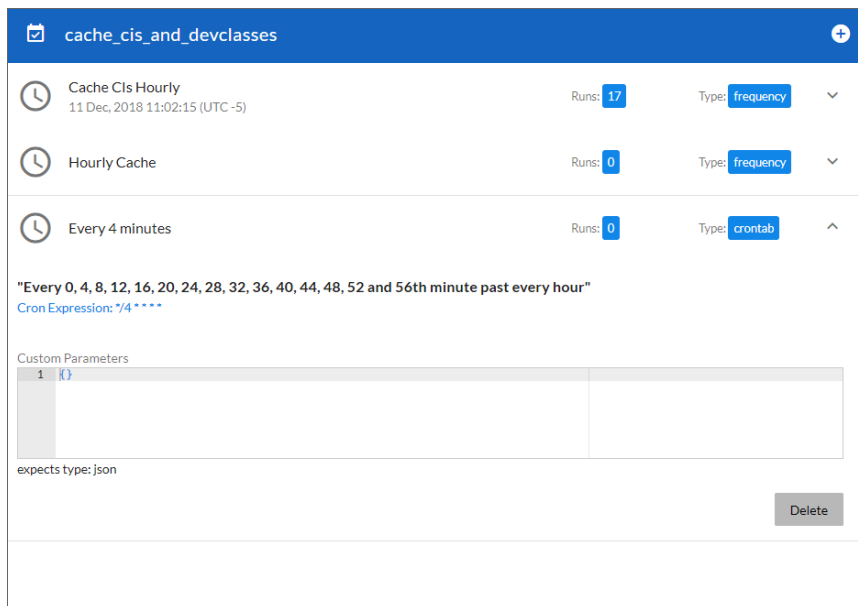 cache_cis_and_devclasses
Cache CIs Hourly
11 Dec, 2018 11:02:15 (UTC -5)
Runs: 17
Type: frequency
Hourly Cache
Runs: 0
Type: frequency
Every 4 minutes
Runs: 0
Type: crontab
"Every 0, 4, 8, 12, 16, 20, 24, 28, 32, 36, 40, 44, 48, 52 and 56th minute past every hour"
Cron Expression: */4 * * * *
Custom Parameters
1 {}
expects type: json
Delete